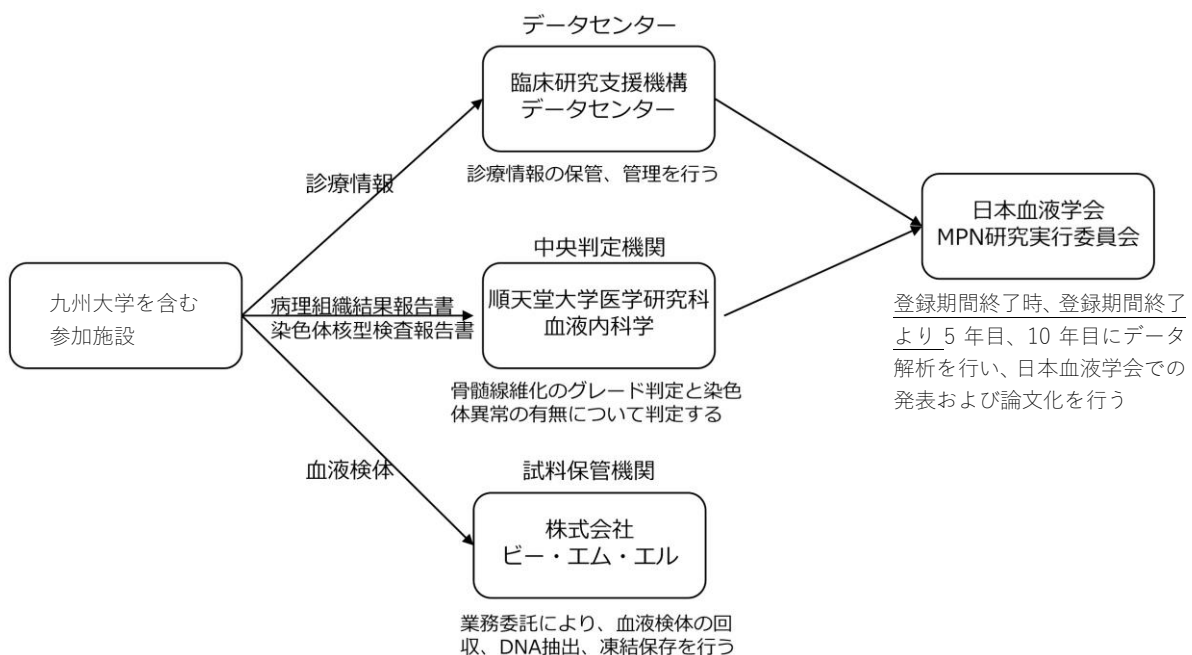 データセンター
臨床研究支援機構
データセンター
診療情報の保管、管理を行う
診療情報
日本血液学会
MPN研究実行委員会
中央判定機関
九州大学を含む
参加施設
病理組織結果報告書
染色体核型検査報告書
順天堂大学医学研究科
血液内科学
登録期間終了時、登録期間終了
より 5 年目、10 年目にデータ
解析を行い、日本血液学会での
発表および論文化を行う
骨髄線維化のグレード判定と染色
体異常の有無について判定する
血液検体
試料保管機関
株式会社
ビー・エム・エル
業務委託により、血液検体の回
収、DNA抽出、凍結保存を行う